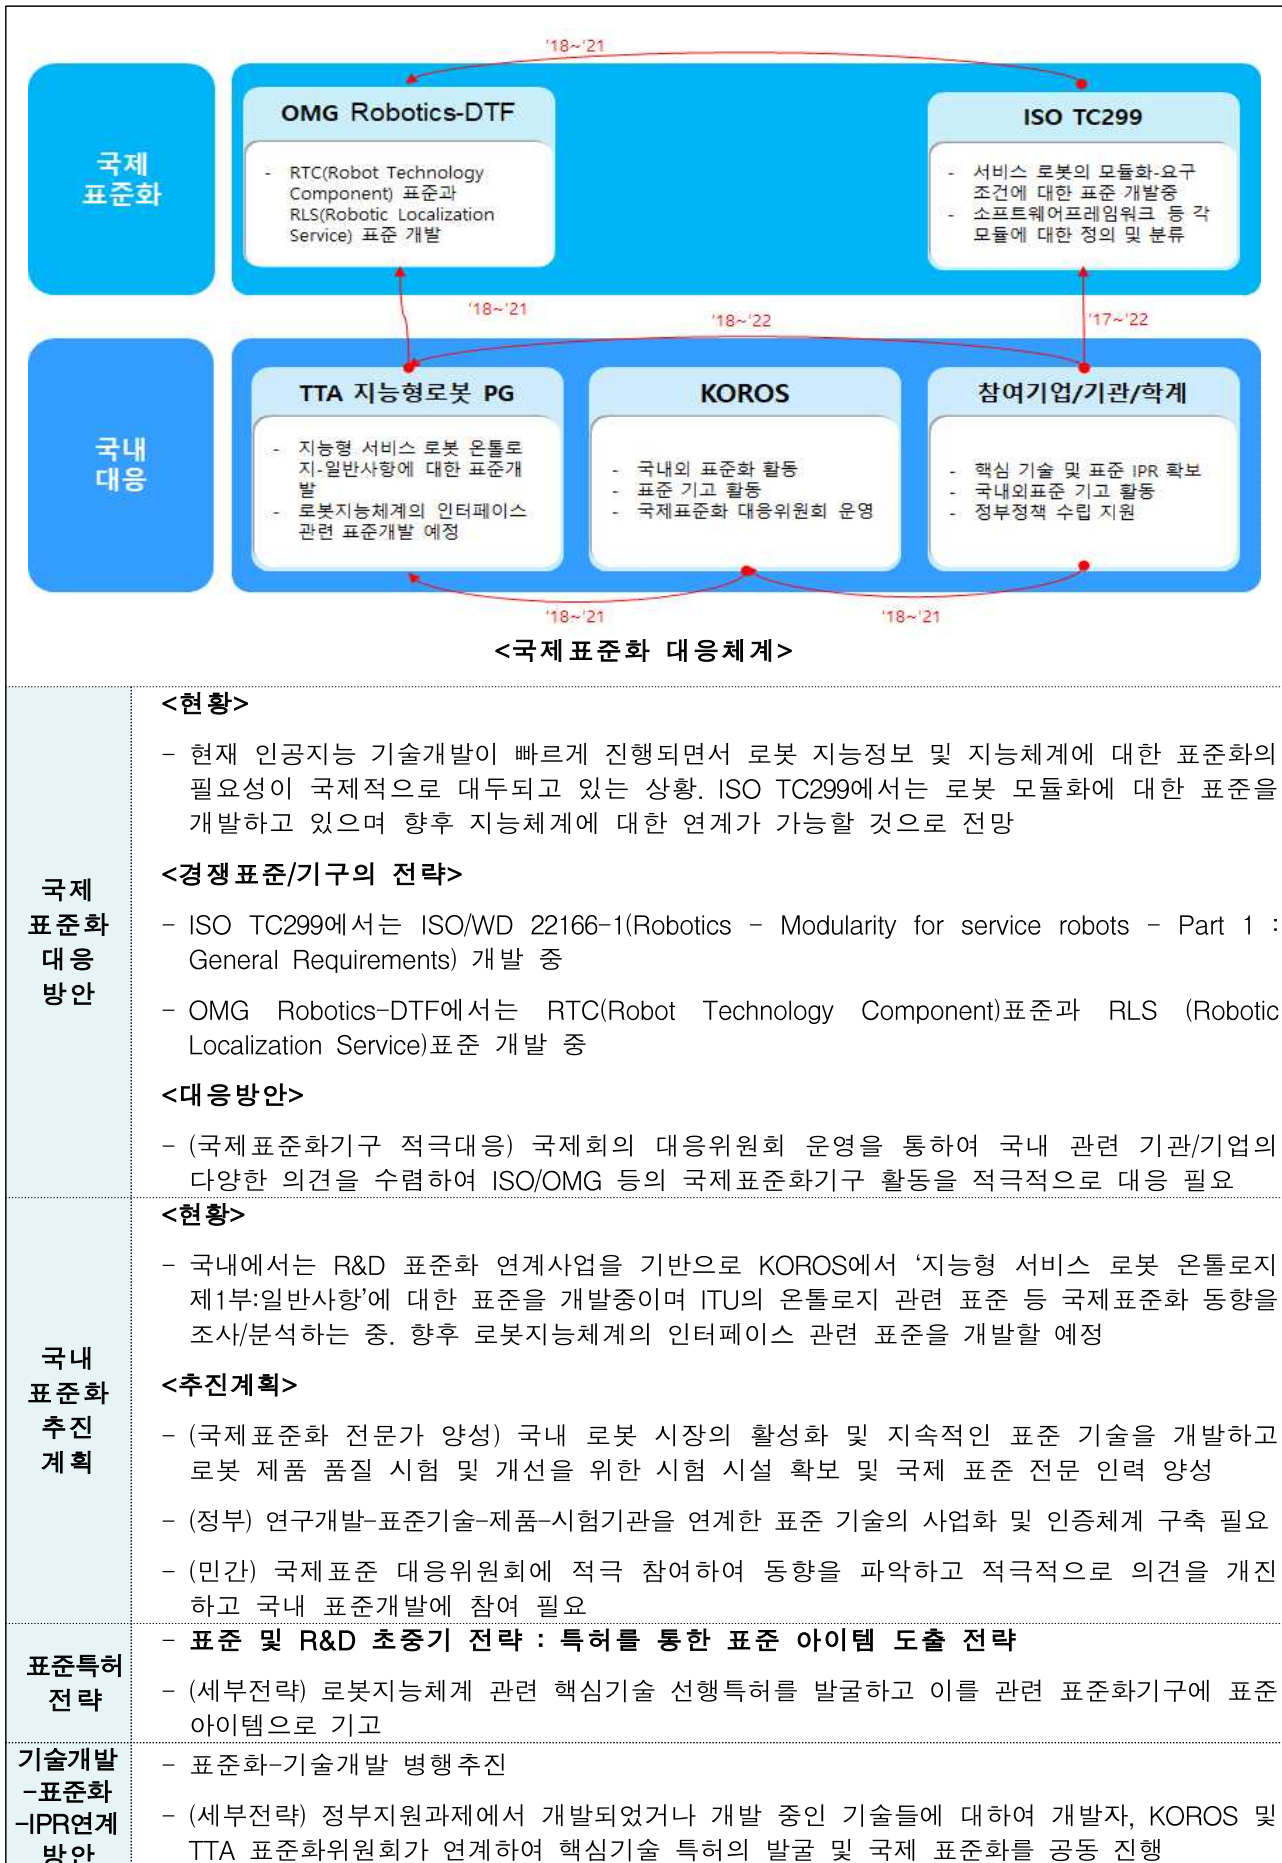 '18~'21
국제
표준화
OMG Robotics-DTF
- RTC(Robot Technology
Component) 표준과
RLS(Robotic Localization
Service) 표준 개발
ISO TC299
- 서비스 로봇의 모듈화-요구
조건에 대한 표준 개발중
- 소프트웨어프레임워크 등 각
모듈에 대한 정의 및 분류
'18~'21
'18~'22
'17~'22
국내
대응
TTA 지능형로봇 PG
- 지능형 서비스 로봇 온톨로
지-일반사항에 대한 표준개
발
- 로봇지능체계의 인터페이스
관련 표준개발 예정
KOROS
- 국내외 표준화 활동
- 표준 기고 활동
- 국제표준화 대응위원회 운영
참여기업/기관/학계
- 핵심 기술 및 표준 IPR 확보
- 국내외표준 기고 활동
- 정부정책 수립 지원
'18~'21
'18~'21
<국제표준화 대응체계>
국제
표준화
대응
방안
<현황>
- 현재 인공지능 기술개발이 빠르게 진행되면서 로봇 지능정보 및 지능체계에 대한 표준화의
필요성이 국제적으로 대두되고 있는 상황. ISO TC299에서는 로봇 모듈화에 대한 표준을
개발하고 있으며 향후 지능체계에 대한 연계가 가능할 것으로 전망
<경쟁표준/기구의 전략>
- ISO TC299에서는 ISO/WD 22166-1(Robotics - Modularity for service robots - Part 1 :
General Requirements) 개발 중
- OMG Robotics-DTF에서는 RTC(Robot Technology Component)표준과 RLS (Robotic
Localization Service)표준 개발 중
<대응방안>
- (국제표준화기구 적극대응) 국제회의 대응위원회 운영을 통하여 국내 관련 기관/기업의
다양한 의견을 수렴하여 ISO/OMG 등의 국제표준화기구 활동을 적극적으로 대응 필요
국내
표준화
추진
계획
<현황>
- 국내에서는 R&D 표준화 연계사업을 기반으로 KOROS에서 '지능형 서비스 로봇 온톨로지
제1부:일반사항'에 대한 표준을 개발중이며 ITU의 온톨로지 관련 표준 등 국제표준화 동향을
조사/분석하는 중. 향후 로봇지능체계의 인터페이스 관련 표준을 개발할 예정
<추진계획>
- (국제표준화 전문가 양성) 국내 로봇 시장의 활성화 및 지속적인 표준 기술을 개발하고
로봇 제품 품질 시험 및 개선을 위한 시험 시설 확보 및 국제 표준 전문 인력 양성
- (정부) 연구개발-표준기술-제품-시험기관을 연계한 표준 기술의 사업화 및 인증체계 구축 필요
- (민간) 국제표준 대응위원회에 적극 참여하여 동향을 파악하고 적극적으로 의견을 개진
하고 국내 표준개발에 참여 필요
표준특허
전략
- 표준 및 R&D 초중기 전략 : 특허를 통한 표준 아이템 도출 전략
- (세부전략) 로봇지능체계 관련 핵심기술 선행특허를 발굴하고 이를 관련 표준화기구에 표준
아이템으로 기고
기술개발
-표준화
-IPR연계
방안
- 표준화-기술개발 병행추진
- (세부전략) 정부지원과제에서 개발되었거나 개발 중인 기술들에 대하여 개발자, KOROS 및
TTA 표준화위원회가 연계하여 핵심기술 특허의 발굴 및 국제 표준화를 공동 진행